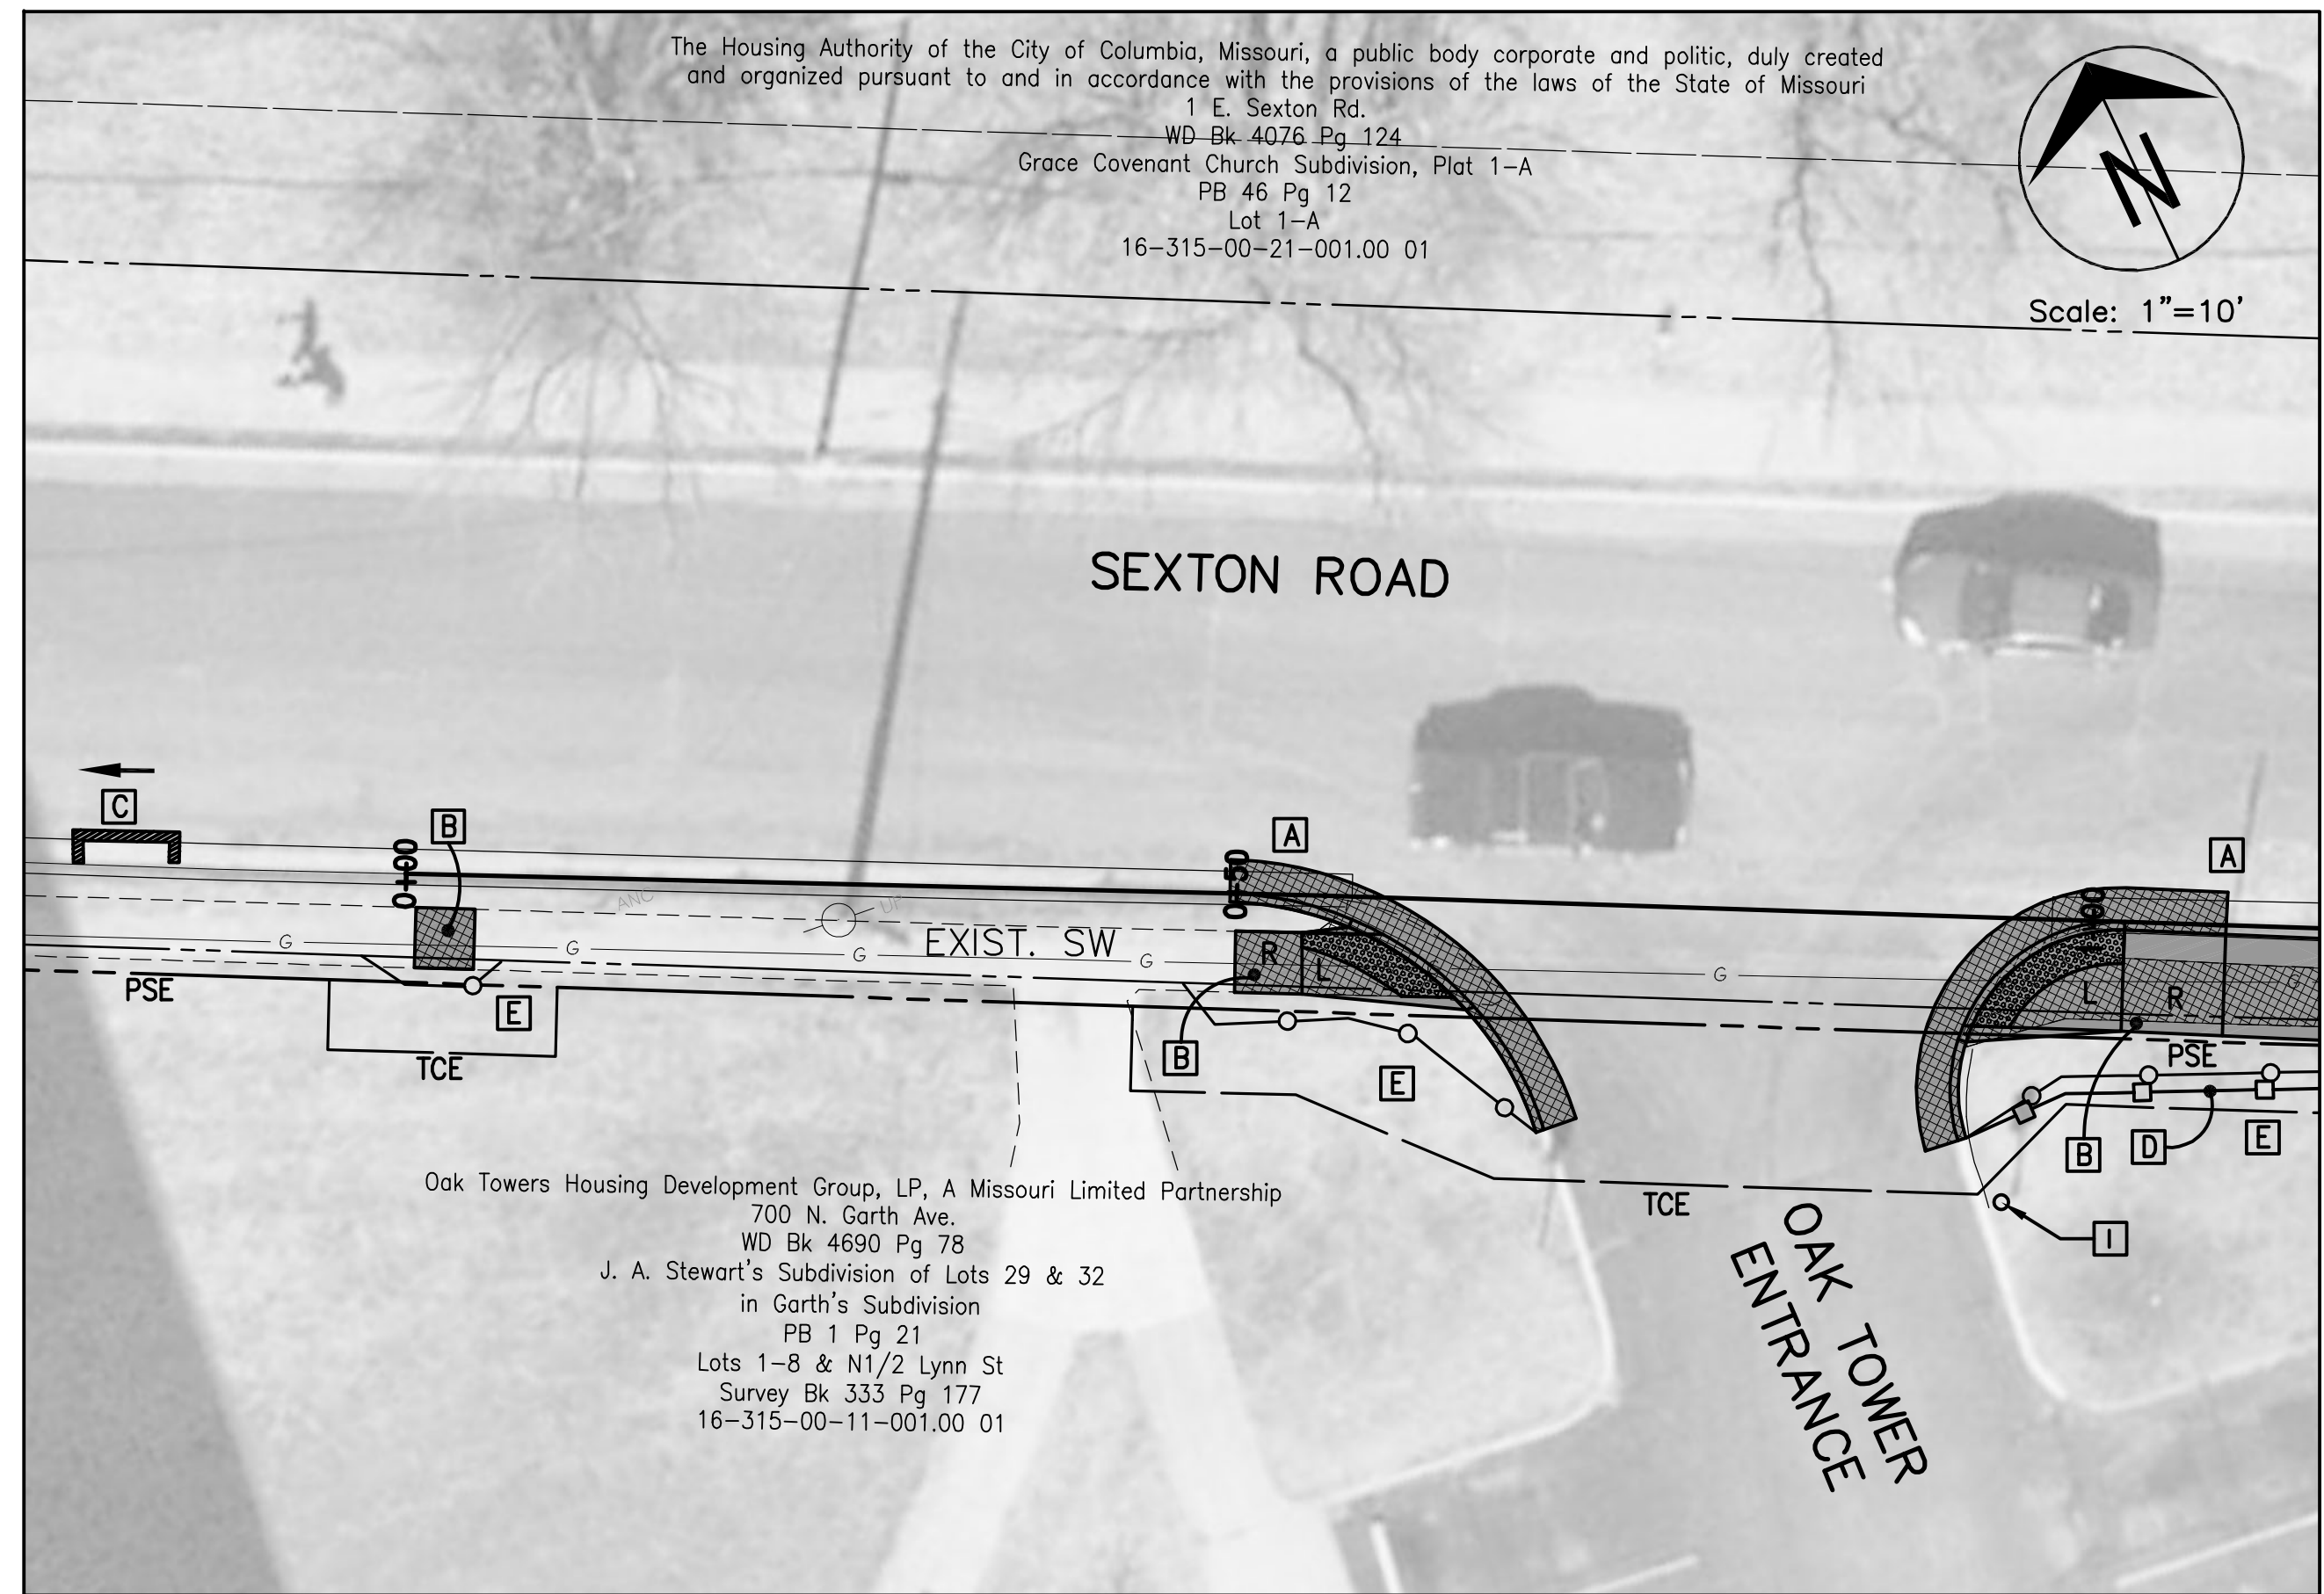 The Housing Authority of the City of Columbia, Missouri, a public body corporate and politic, duly created
and organized pursuant to and in accordance with the provisions of the laws of the State of Missouri
1 E. Sexton Rd.
WD Bk 4076 Pg 124
Grace Covenant Church Subdivision, Plat 1-A
PB 46 Pg 12
Lot 1-A
16-315-00-21-001.00 01
N
Scale: 1"=10'
SEXTON ROAD
C
B
A
A
0+00
0+50
ANC
UP
G
G
G
G
G
G
EXIST. SW
R
L
L
R
PSE
E
TCE
B
E
PSE
B
D
E
TCE
I
OAK TOWER
ENTRANCE
Oak Towers Housing Development Group, LP, A Missouri Limited Partnership
700 N. Garth Ave.
WD Bk 4690 Pg 78
J. A. Stewart's Subdivision of Lots 29 & 32
in Garth's Subdivision
PB 1 Pg 21
Lots 1-8 & N1/2 Lynn St
Survey Bk 333 Pg 177
16-315-00-11-001.00 01